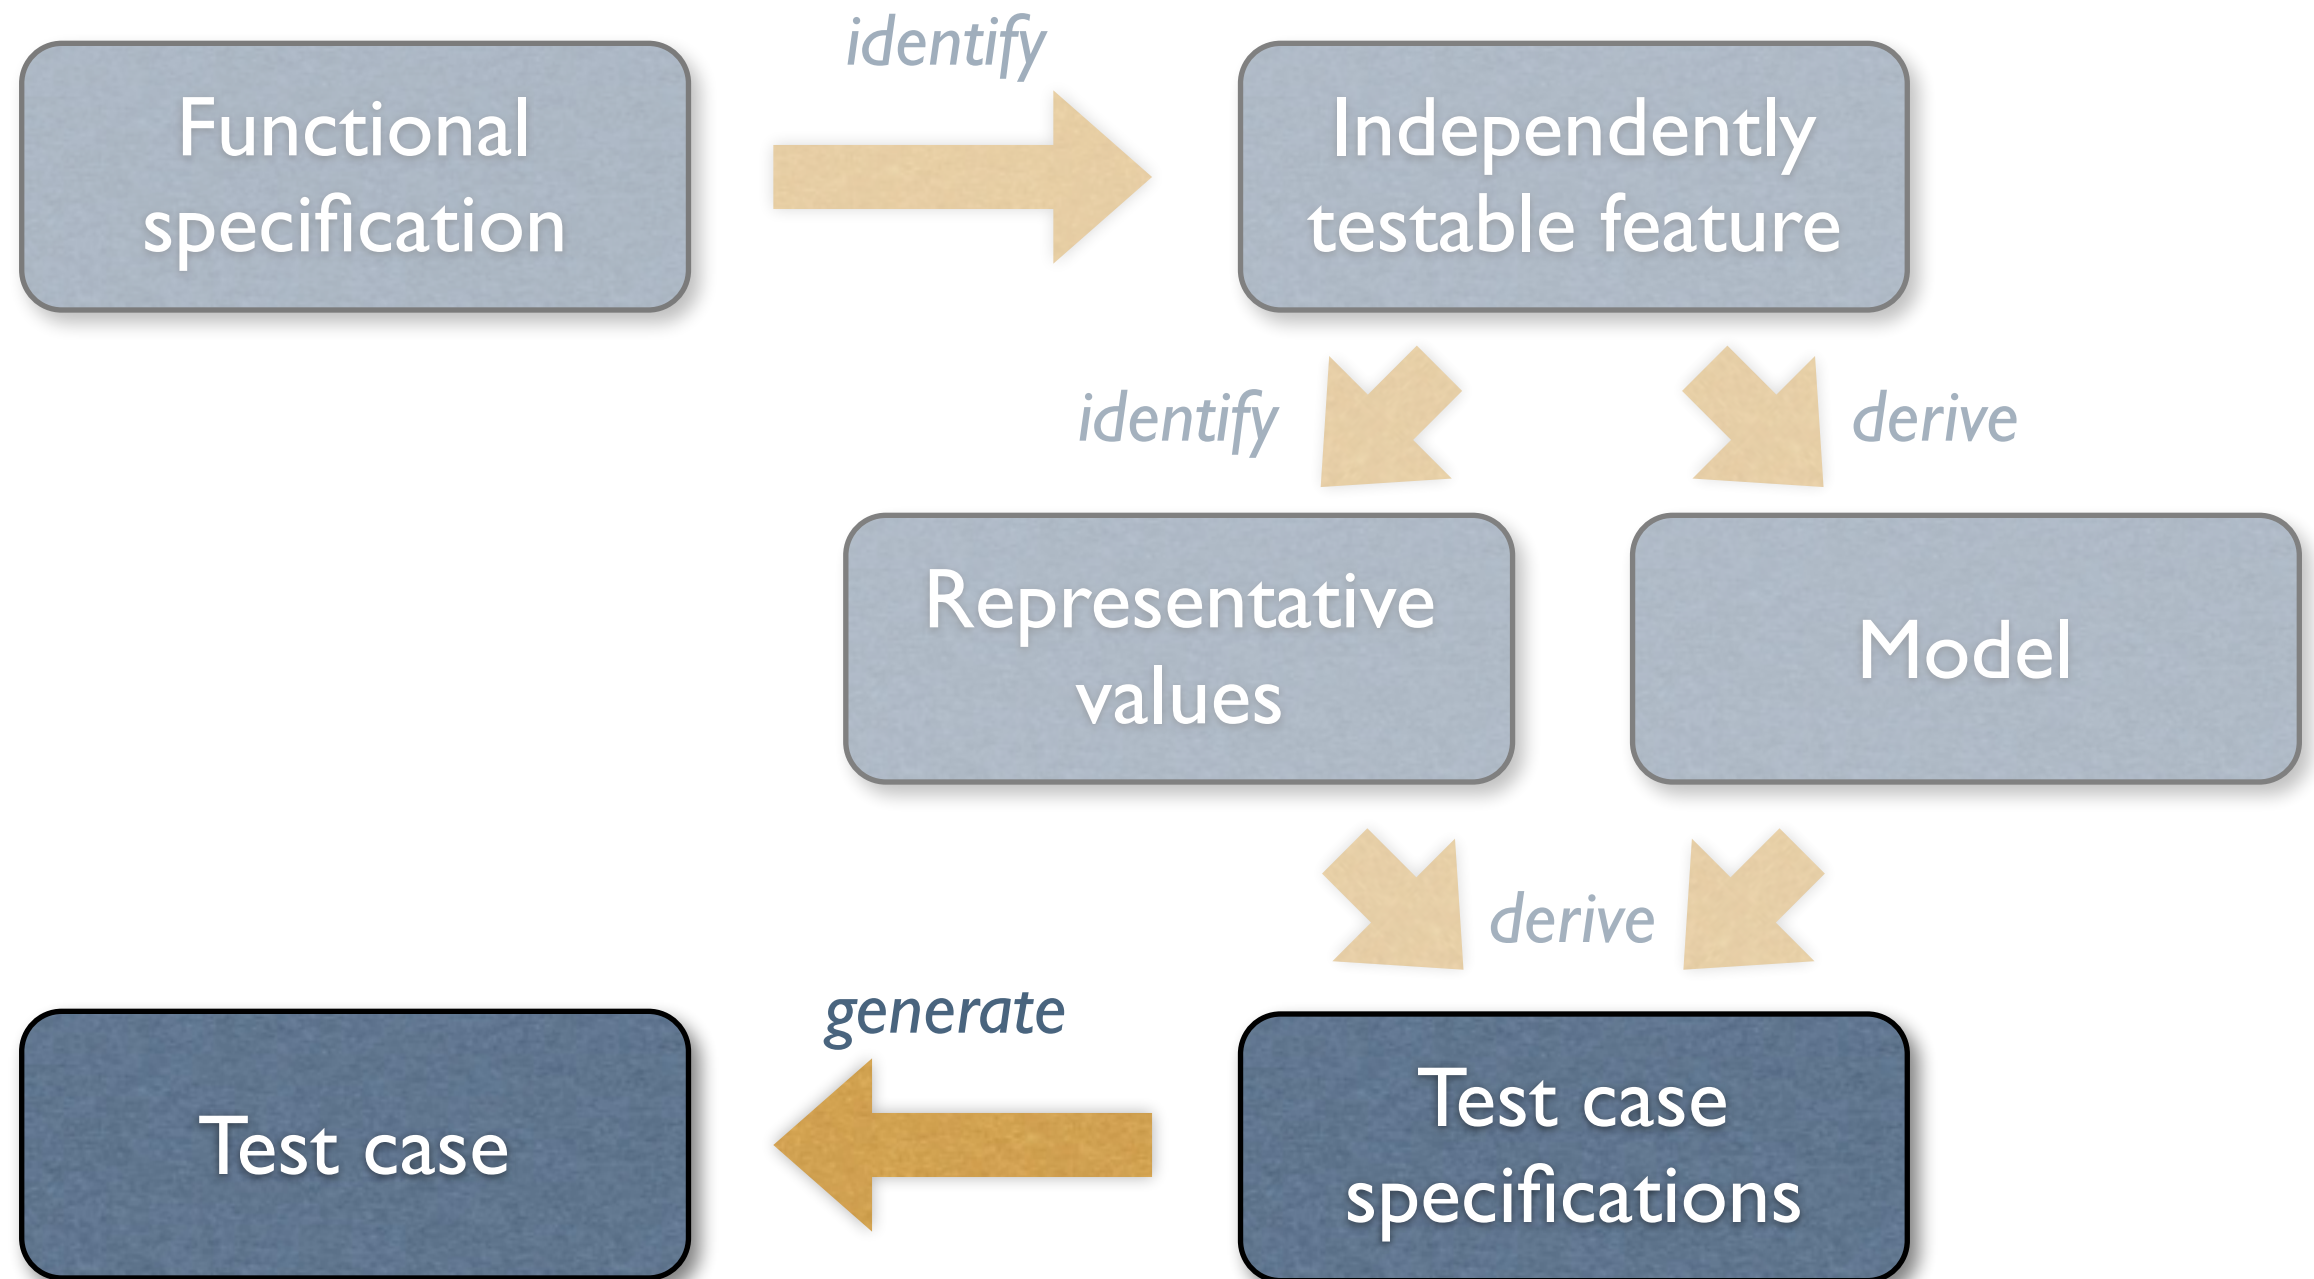 identify
Functional
specification
Independently
testable feature
identify
derive
Representative
values
Model
derive
generate
Test case
Test case
specifications